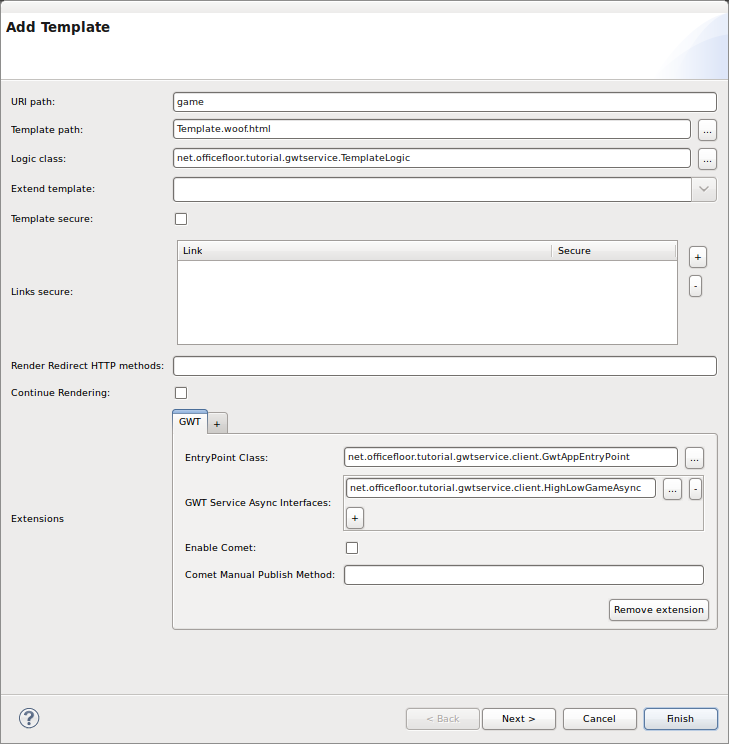 Add Template
URI path: game
Template path: Template.woof.html ...
Logic class: net.officefloor.tutorial.gwtservice.TemplateLogic ...
Extend template:
Template secure:
Link Secure +
Links secure: -
Render Redirect HTTP methods:
Continue Rendering:
GWT +
EntryPoint Class: net.officefloor.tutorial.gwtservice.client.GwtAppEntryPoint ...
GWT Service Async Interfaces: net.officefloor.tutorial.gwtservice.client.HighLowGameAsync ... -
+
Extensions
Enable Comet:
Comet Manual Publish Method:
Remove extension
? < Back Next > Cancel Finish